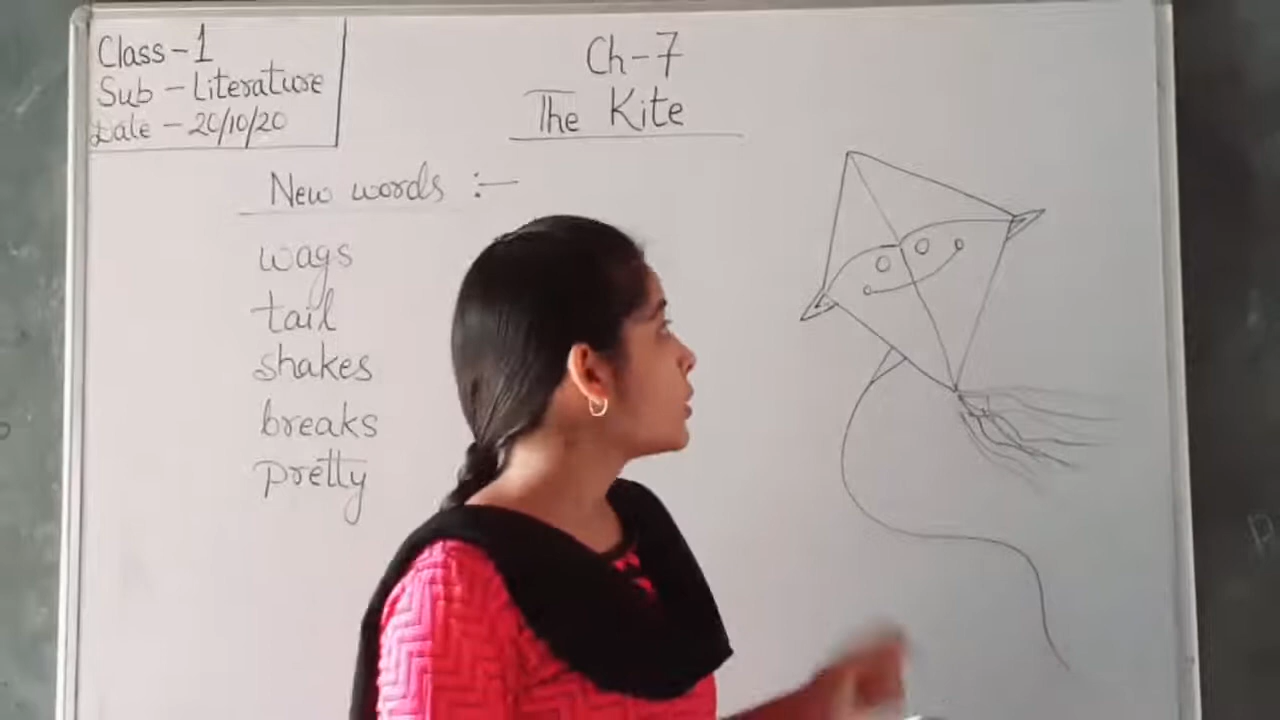 Class-1
Sub - Literature
Date - 20/10/20
Ch-7
The Kite
New words :-
wags
tail
shakes
breaks
pretty